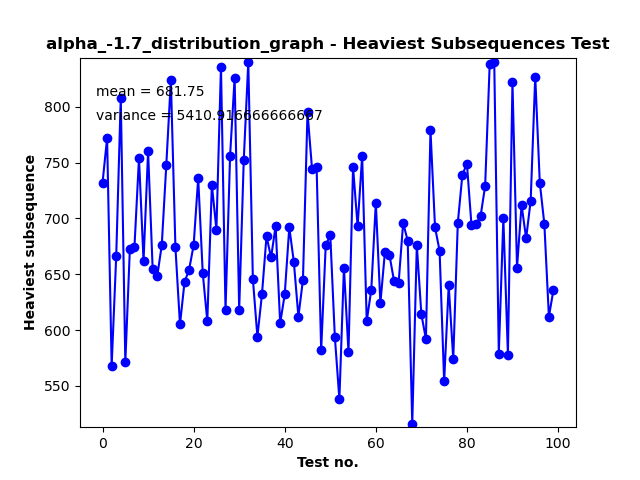 alpha_-1.7_distribution_graph - Heaviest Subsequences Test
mean = 681.75
variance = 5410.916666666667
Heaviest subsequence
800
750
700
650
600
550
0 20 40 60 80 100
Test no.